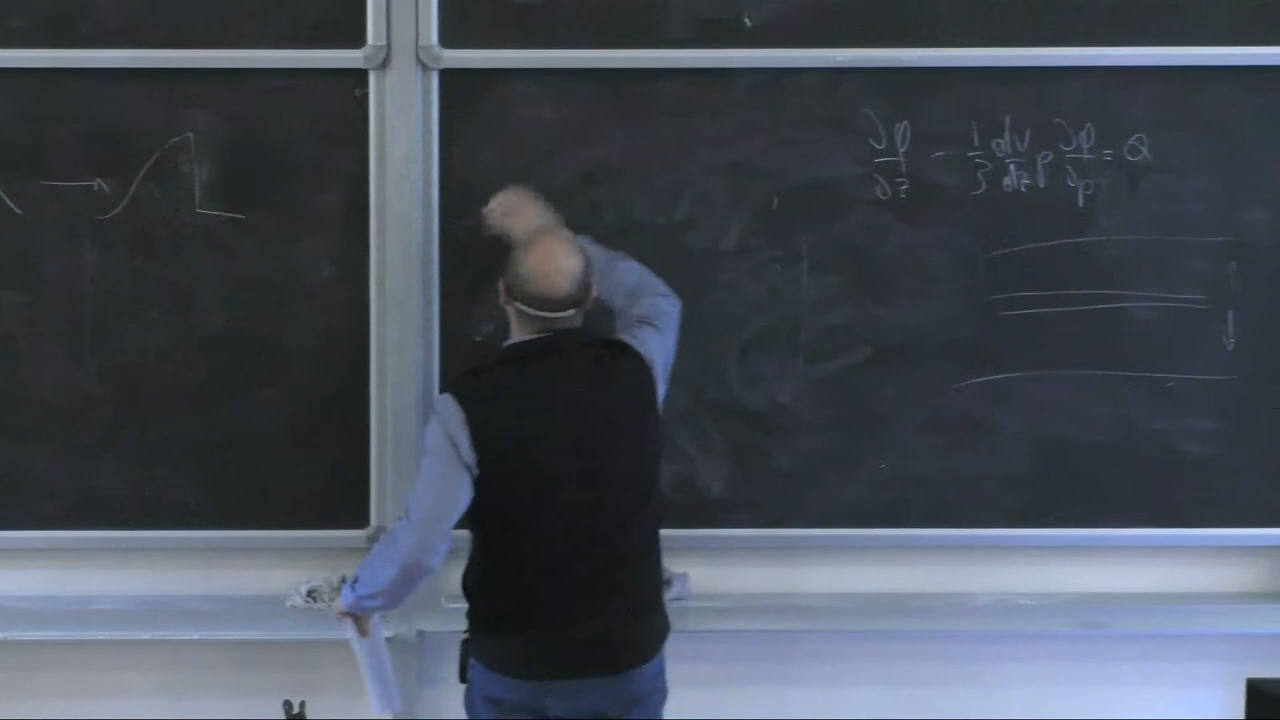 ∂φ/∂z - 1/3 dV/dz p ∂φ/∂p = Q